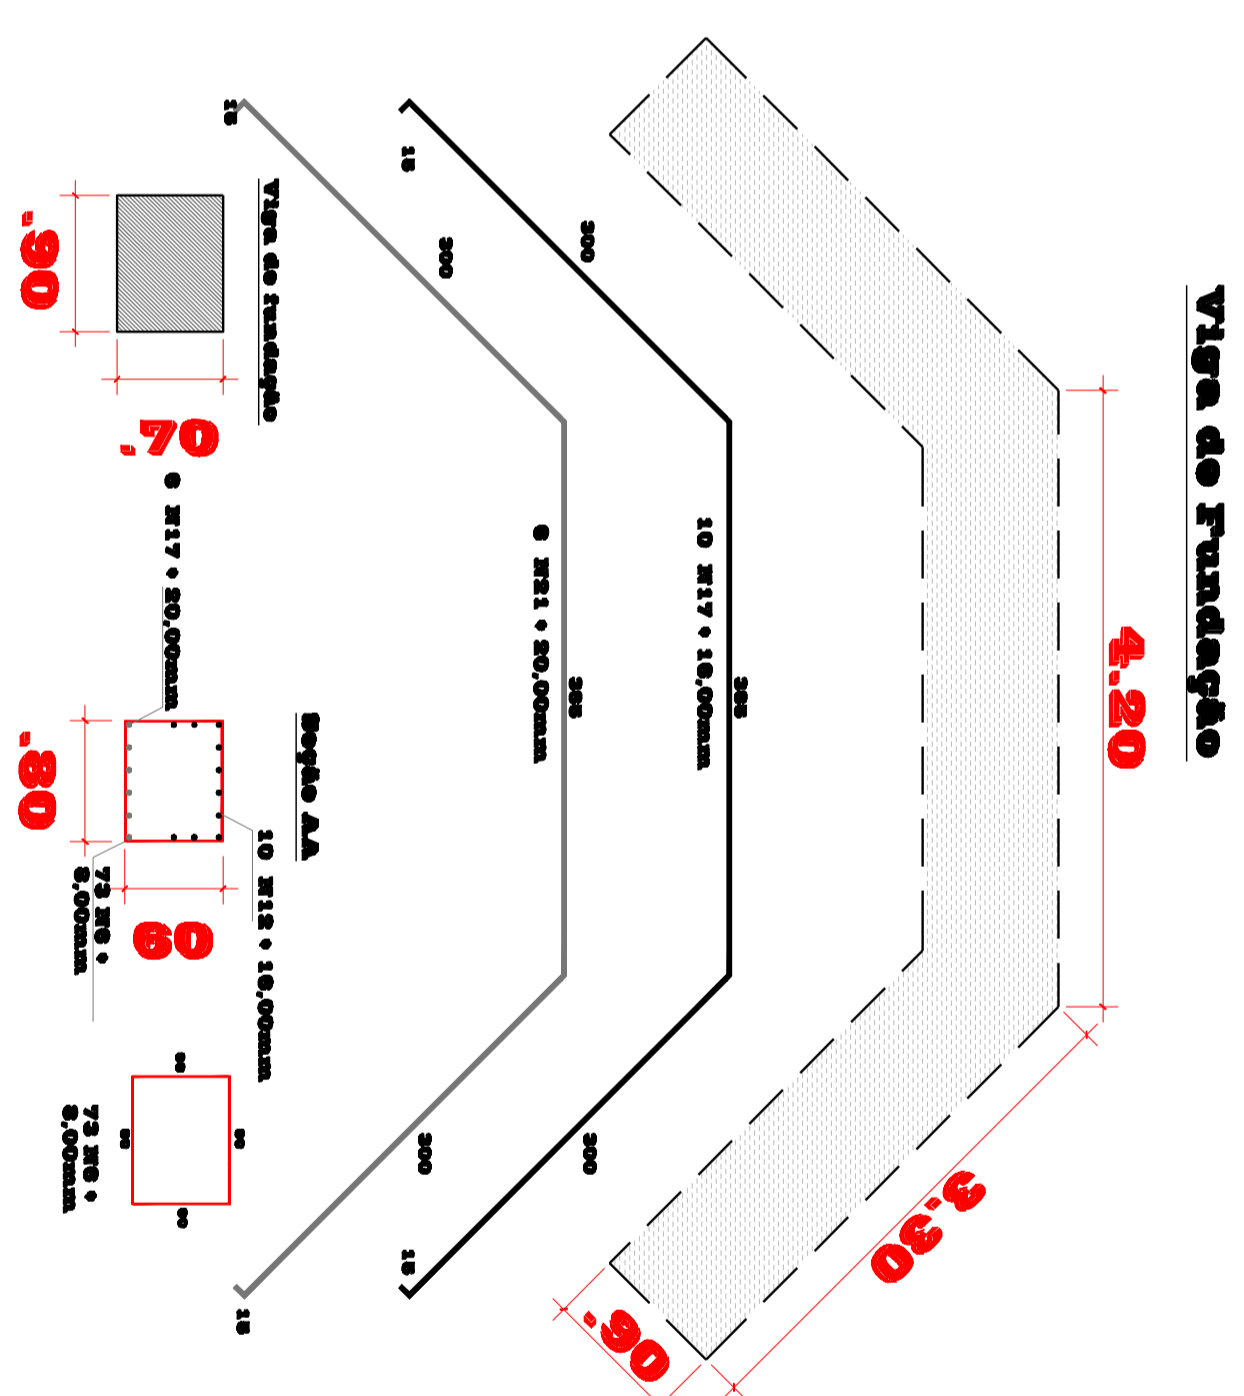 Viga de Fundação
4.20
3.30
.90
300
10 N17 Φ 16,00mm
385
300
15
15
300
6 N21 Φ 20,00mm
385
300
15
15
Viga de fundação
.90
.70
Seção AA
6 N17 Φ 20,00mm
10 N12 Φ 16,00mm
73 N6 Φ
8,00mm
.80
60
73 N6 Φ
8,00mm